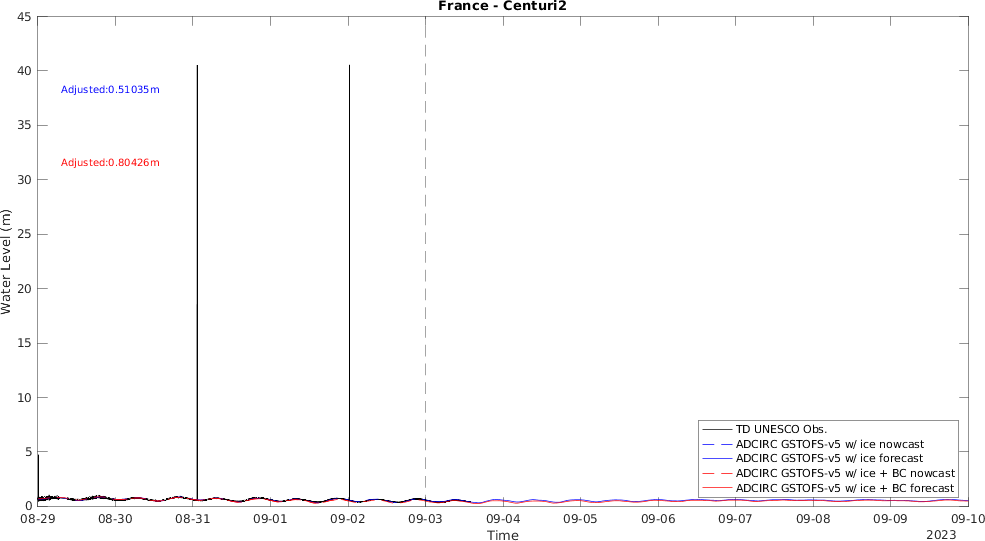 France - Centuri2
45
40
35
30
25
20
15
10
5
0
Water Level (m)
Adjusted:0.51035m
Adjusted:0.80426m
TD UNESCO Obs.
ADCIRC GSTOFS-v5 w/ ice nowcast
ADCIRC GSTOFS-v5 w/ ice forecast
ADCIRC GSTOFS-v5 w/ ice + BC nowcast
ADCIRC GSTOFS-v5 w/ ice + BC forecast
08-29 08-30 08-31 09-01 09-02 09-03 09-04 09-05 09-06 09-07 09-08 09-09 09-10
Time
2023